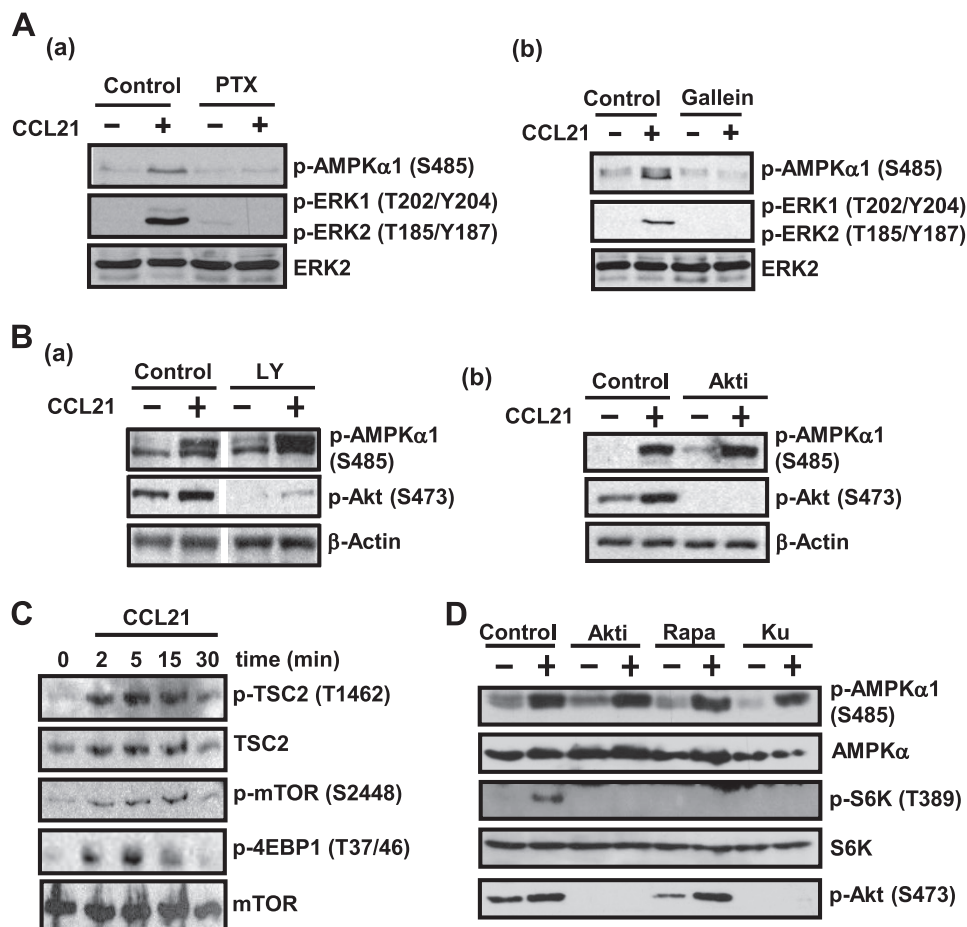 A
(a)
Control PTX
CCL21 – + – +
p-AMPKα1 (S485)
p-ERK1 (T202/Y204)
p-ERK2 (T185/Y187)
ERK2
(b)
Control Gallein
CCL21 – + – +
p-AMPKα1 (S485)
p-ERK1 (T202/Y204)
p-ERK2 (T185/Y187)
ERK2
B
(a)
Control LY
CCL21 – + – +
p-AMPKα1
(S485)
p-Akt (S473)
β-Actin
(b)
Control Akti
CCL21 – + – +
p-AMPKα1
(S485)
p-Akt (S473)
β-Actin
C
CCL21
0 2 5 15 30 time (min)
p-TSC2 (T1462)
TSC2
p-mTOR (S2448)
p-4EBP1 (T37/46)
mTOR
D
Control Akti Rapa Ku
– + – + – + – +
p-AMPKα1
(S485)
AMPKα
p-S6K (T389)
S6K
p-Akt (S473)